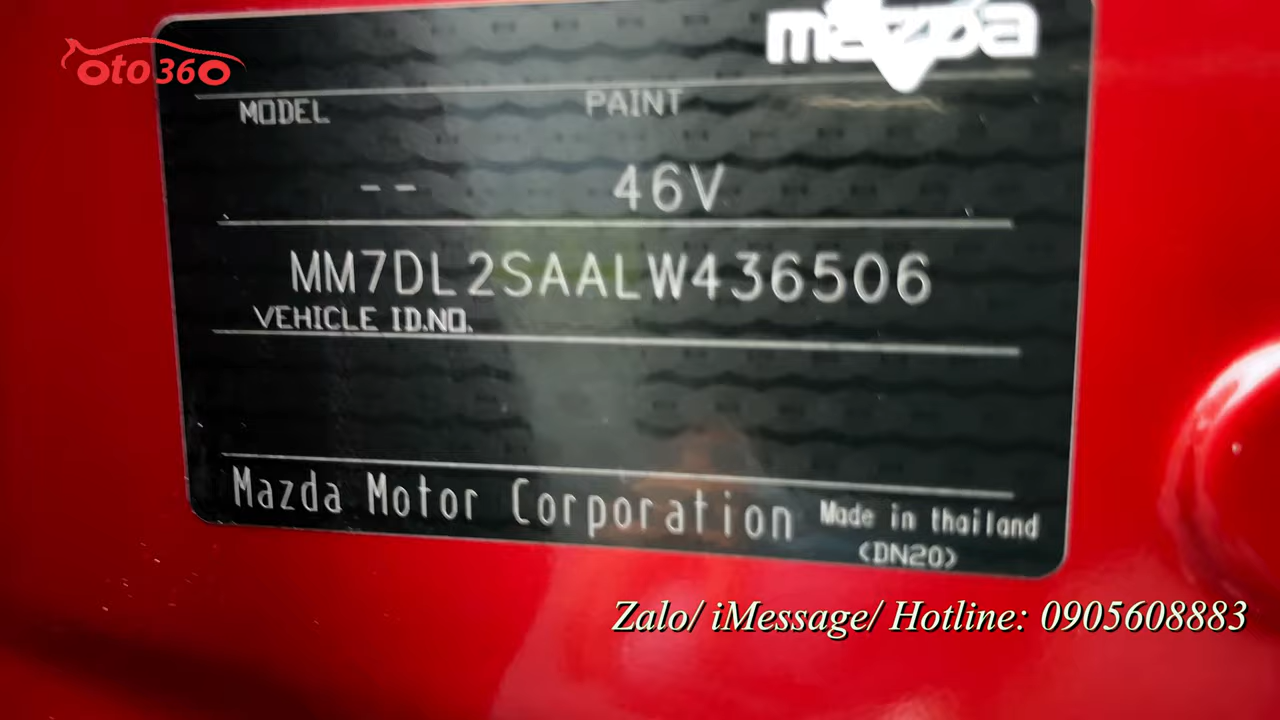 oto360
mazda
MODEL PAINT
-- 46V
MM7DL2SAALW436506
VEHICLE ID.NO.
Mazda Motor Corporation Made in thailand
(DN20)
Zalo/ iMessage/ Hotline: 0905608883